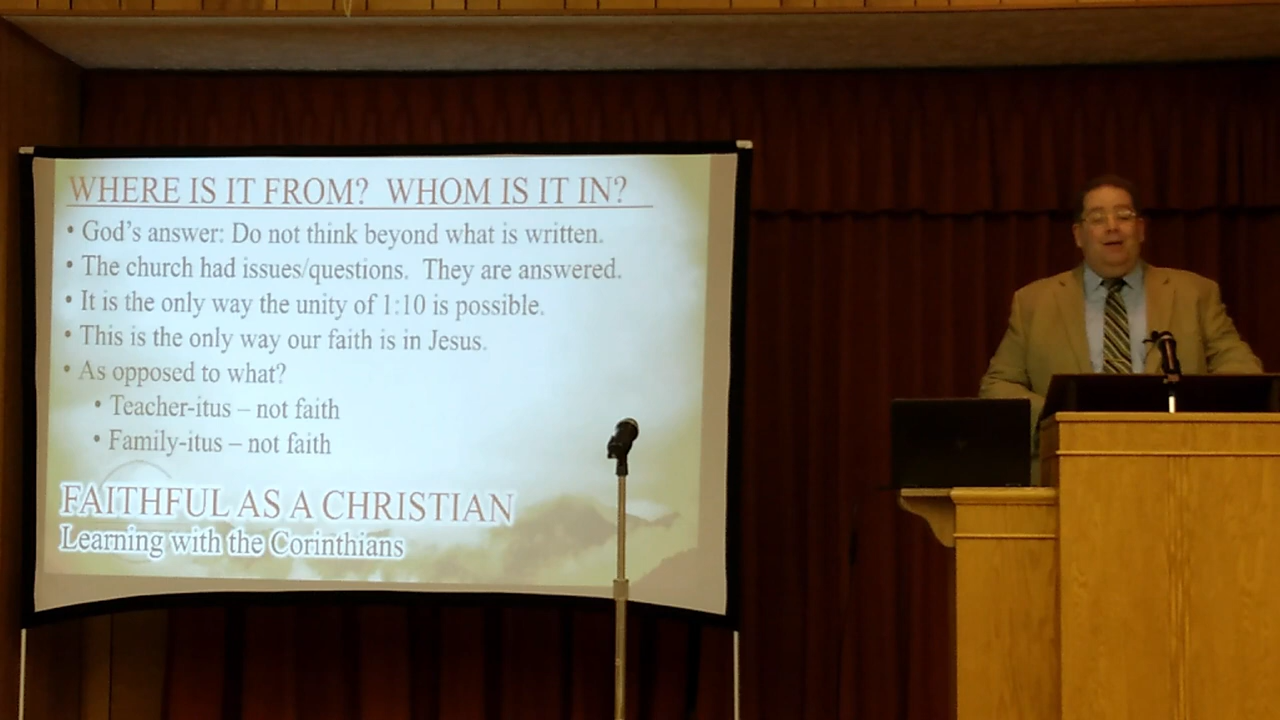 WHERE IS IT FROM? WHOM IS IT IN?
• God's answer: Do not think beyond what is written.
• The church had issues/questions. They are answered.
• It is the only way the unity of 1:10 is possible.
• This is the only way our faith is in Jesus.
• As opposed to what?
• Teacher-itus – not faith
• Family-itus – not faith
FAITHFUL AS A CHRISTIAN
Learning with the Corinthians